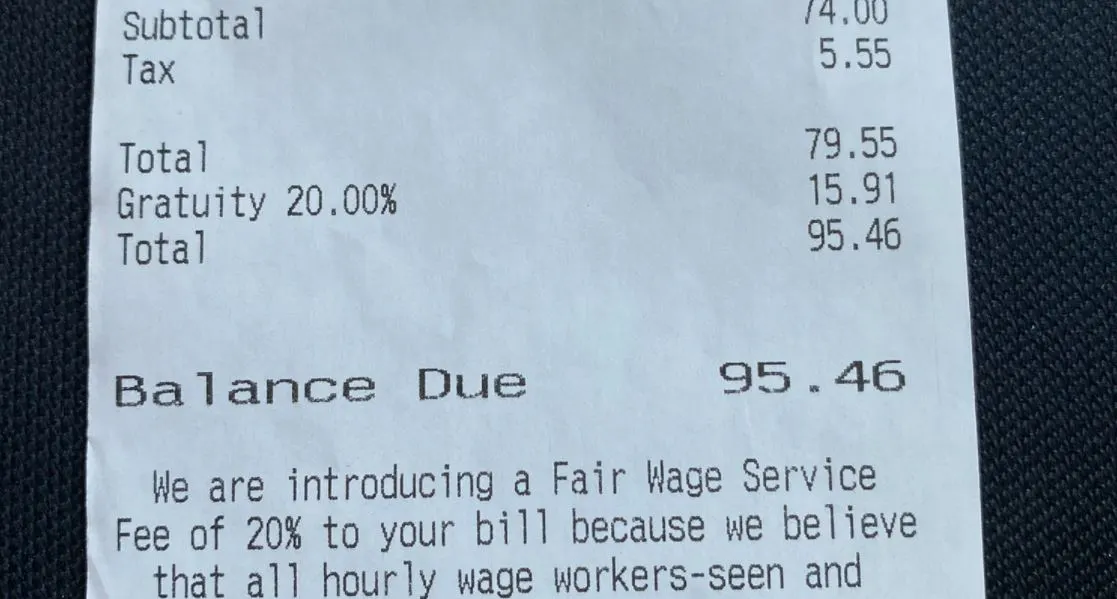 Subtotal 74.00
Tax 5.55
Total 79.55
Gratuity 20.00% 15.91
Total 95.46
Balance Due 95.46
We are introducing a Fair Wage Service
Fee of 20% to your bill because we believe
that all hourly wage workers-seen and